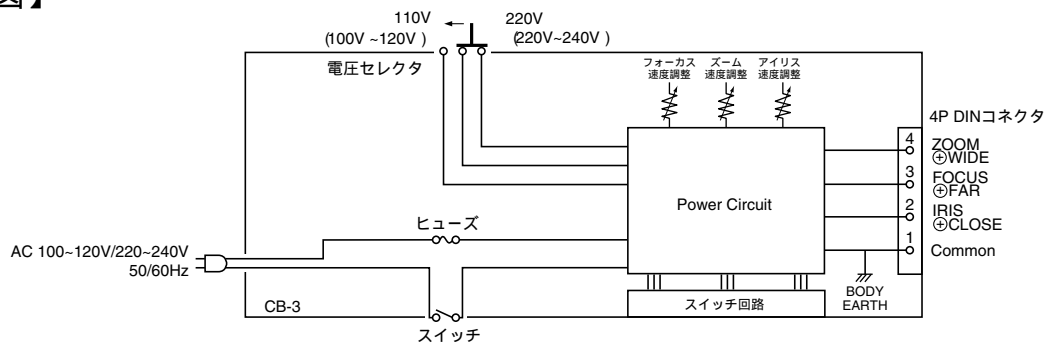 図】
110V
(100V ~120V )
220V
(220V~240V )
電圧セレクタ
フォーカス
速度調整
ズーム
速度調整
アイリス
速度調整
4P DINコネクタ
4
ZOOM
⊕WIDE
3
FOCUS
⊕FAR
2
IRIS
⊕CLOSE
1
Common
Power Circuit
ヒューズ
AC 100~120V/220~240V
50/60Hz
BODY
EARTH
CB-3
スイッチ回路
スイッチ